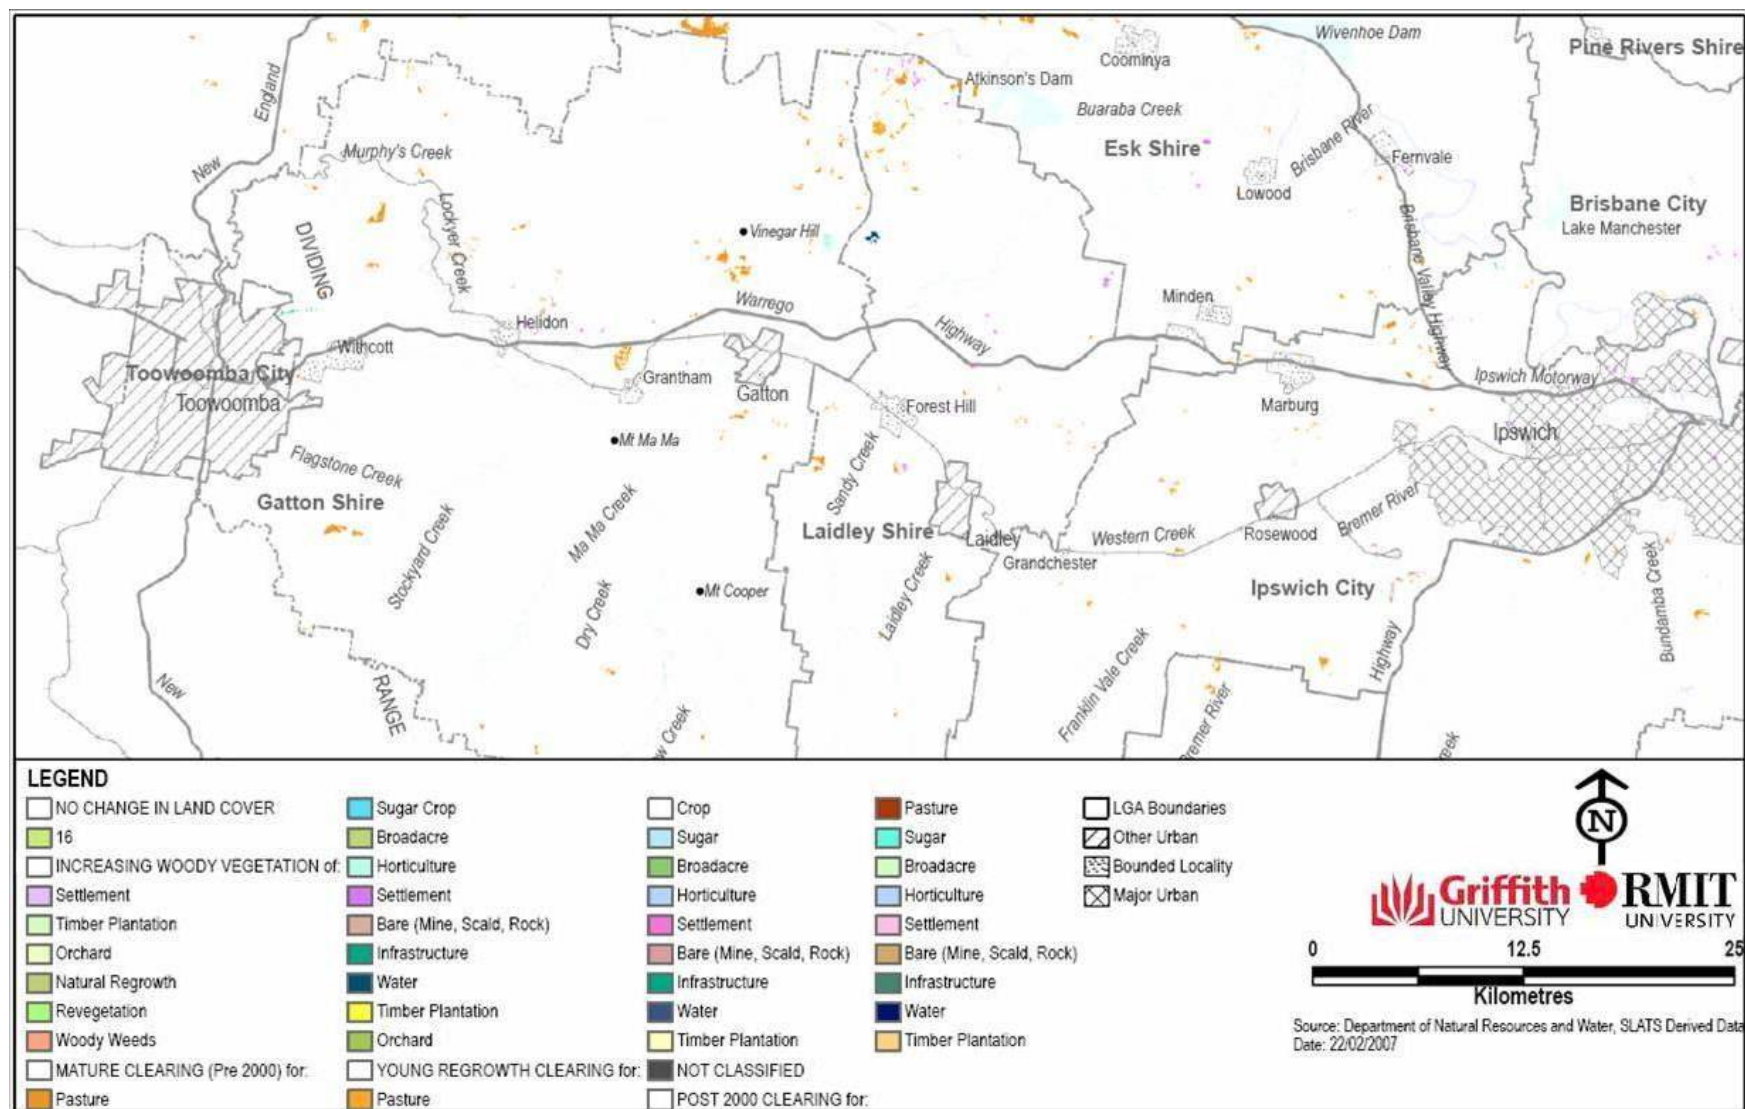 Wivenhoe Dam
Pine Rivers Shire
Coominya
Atkinson's Dam
England
Buaraba Creek
Brisbane River
Murphy's Creek
Esk Shire
Fernvale
New
Lowood
Lockyer Creek
Brisbane City
Lake Manchester
Vinegar Hill
DIVIDING
Brisbane Valley Highway
Minden
Warrego
Helidon
Highway
Withcott
Toowoomba City
Grantham
Ipswich Motorway
Gatton
Toowoomba
Forest Hill
Marburg
Mt Ma Ma
Ipswich
Flagstone Creek
Sandy Creek
Gatton Shire
Stockyard Creek
Ma Ma Creek
Bremer River
Laidley Shire
Laidley
Western Creek
Rosewood
Grandchester
Mt Cooper
Laidley Creek
Ipswich City
Bundamba Creek
Dry Creek
Franklin Vale Creek
Highway
New
RANGE
w Creek
Bremer River
reek
LEGEND
NO CHANGE IN LAND COVER
16
INCREASING WOODY VEGETATION of:
Settlement
Timber Plantation
Orchard
Natural Regrowth
Revegetation
Woody Weeds
MATURE CLEARING (Pre 2000) for:
Pasture
Sugar Crop
Broadacre
Horticulture
Settlement
Bare (Mine, Scald, Rock)
Infrastructure
Water
Timber Plantation
Orchard
YOUNG REGROWTH CLEARING for:
Pasture
Crop
Sugar
Broadacre
Horticulture
Settlement
Bare (Mine, Scald, Rock)
Infrastructure
Water
Timber Plantation
NOT CLASSIFIED
POST 2000 CLEARING for:
Pasture
Sugar
Broadacre
Horticulture
Settlement
Bare (Mine, Scald, Rock)
Infrastructure
Water
Timber Plantation
LGA Boundaries
Other Urban
Bounded Locality
Major Urban
N
Griffith UNIVERSITY
RMIT UNIVERSITY
0 12.5 25
Kilometres
Source: Department of Natural Resources and Water, SLATS Derived Data
Date: 22/02/2007